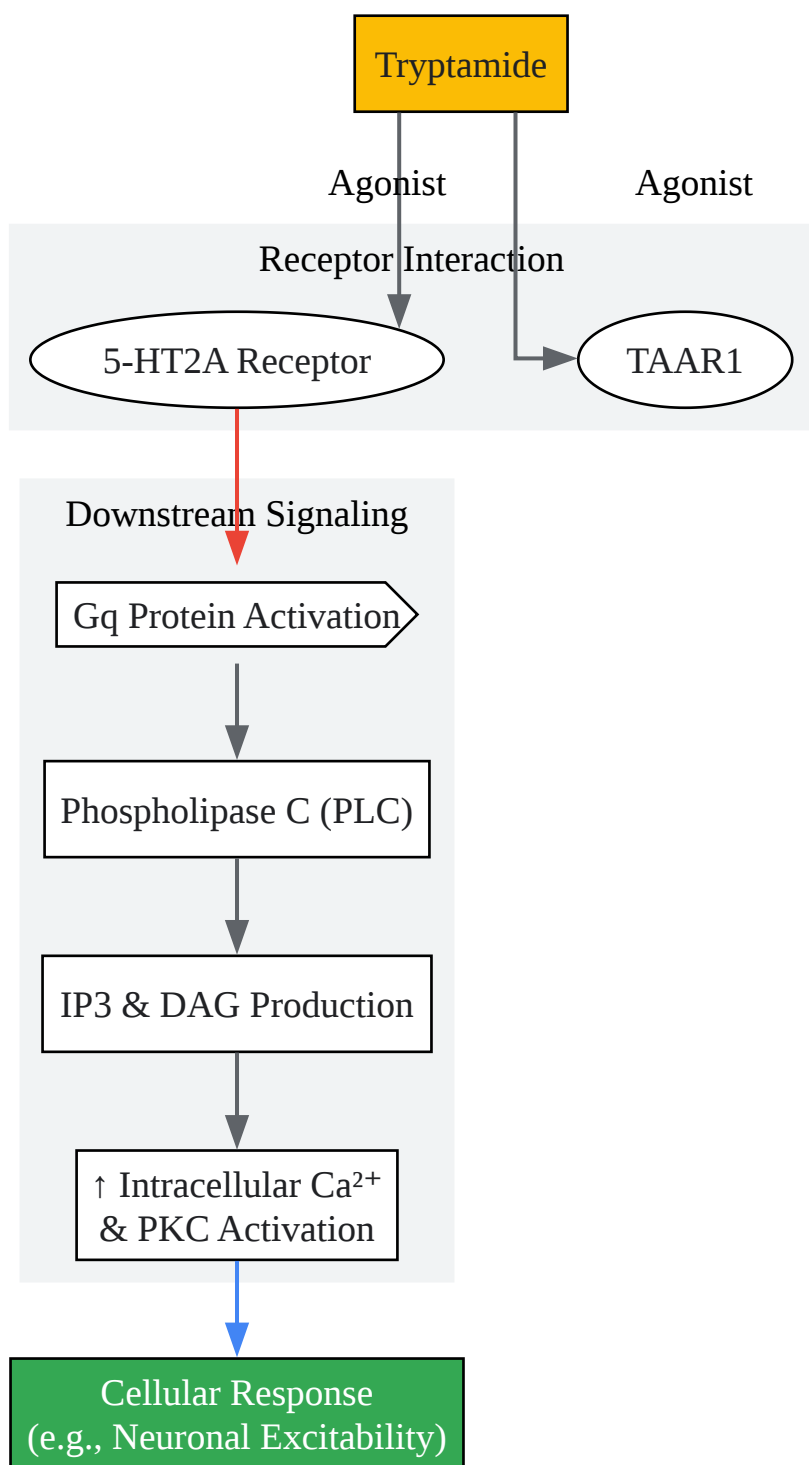 Tryptamide
Agonist
Agonist
Receptor Interaction
5-HT2A Receptor
TAAR1
Downstream Signaling
Gq Protein Activation
Phospholipase C (PLC)
IP3 & DAG Production
↑ Intracellular Ca²⁺
& PKC Activation
Cellular Response
(e.g., Neuronal Excitability)